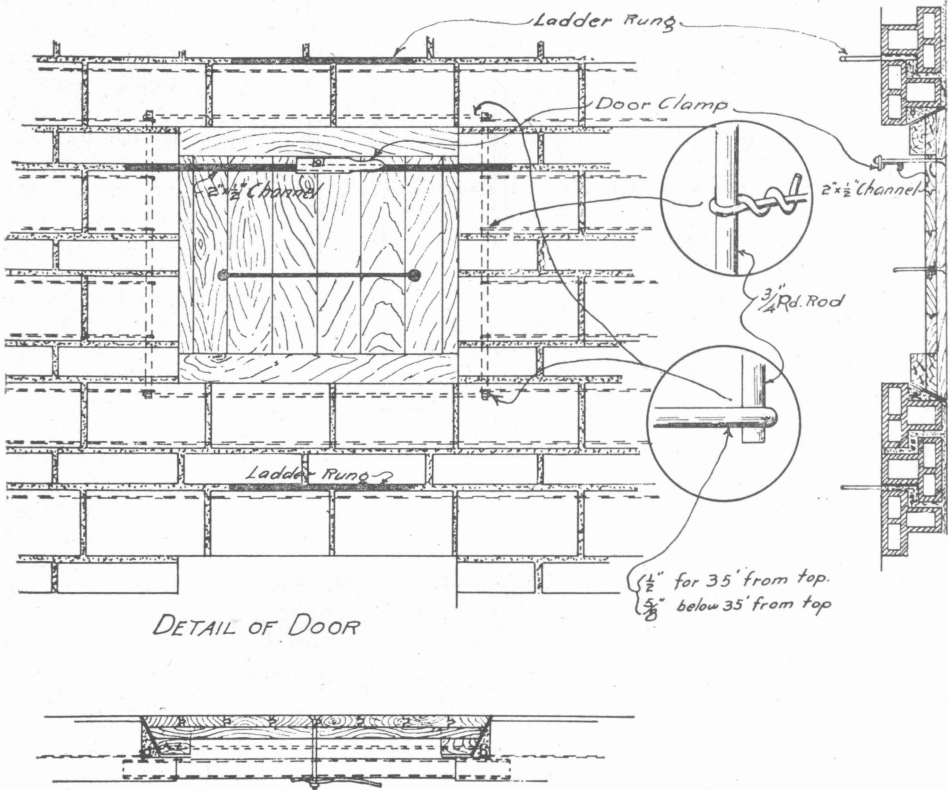 Ladder Rung
Door Clamp
2"x½" Channel
2"x½" Channel
¾" Rd. Rod
Ladder Rung
½" for 35' from top.
⅝" below 35' from top
DETAIL OF DOOR